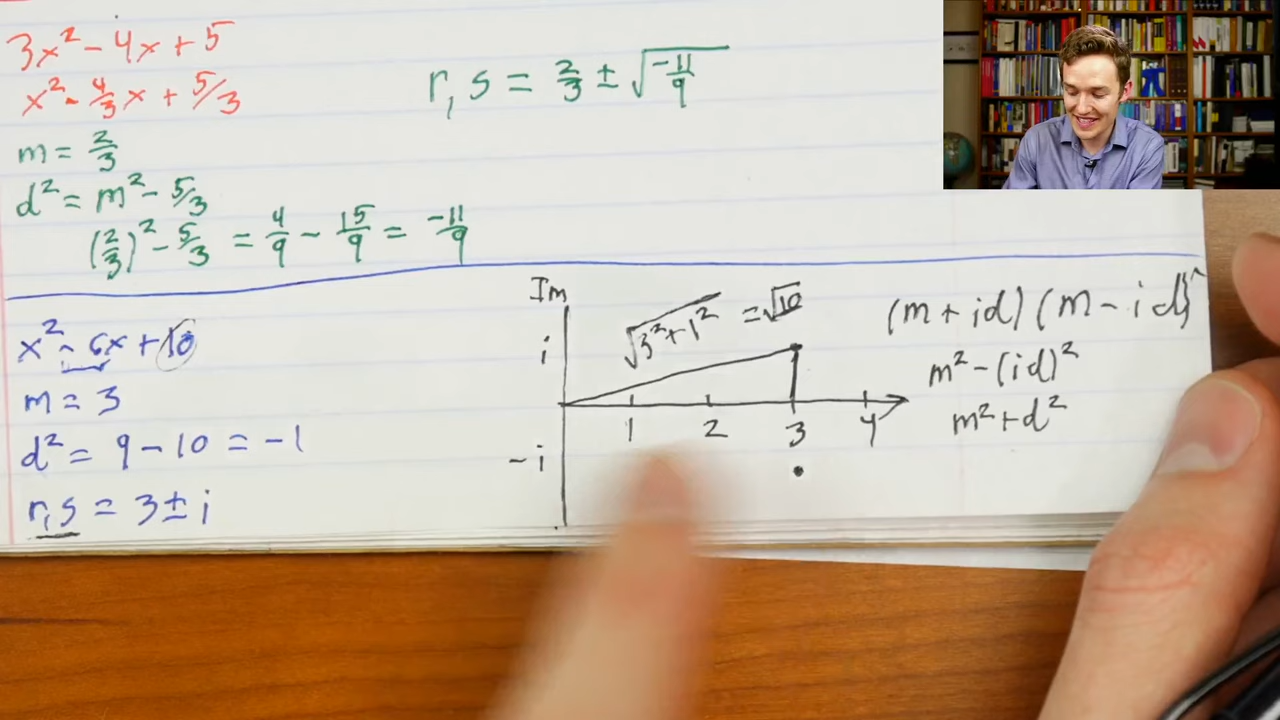 3x² - 4x + 5
x² - 4/3 x + 5/3
m = 2/3
d² = m² - 5/3
(2/3)² - 5/3 = 4/9 - 15/9 = -11/9
r, s = 2/3 ± √-11/9
x² - 6x + 10
m = 3
d² = 9 - 10 = -1
r, s = 3 ± i
Im
i
-i
√3² + 1² = √10
1 2 3 4
(m + id) (m - id)
m² - (id)²
m² + d²